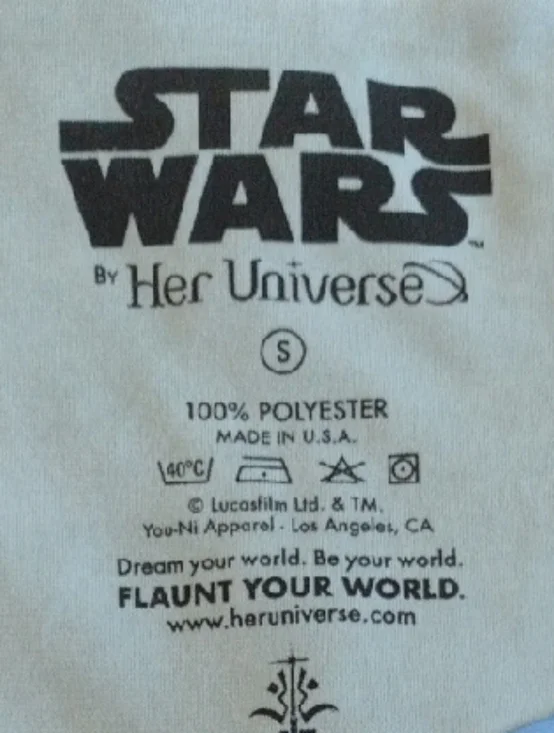 STAR
WARS™
BY Her Universe
S
100% POLYESTER
MADE IN U.S.A.
40°C
© Lucasfilm Ltd. & TM.
You-Ni Apparel - Los Angeles, CA
Dream your world. Be your world.
FLAUNT YOUR WORLD.
www.heruniverse.com